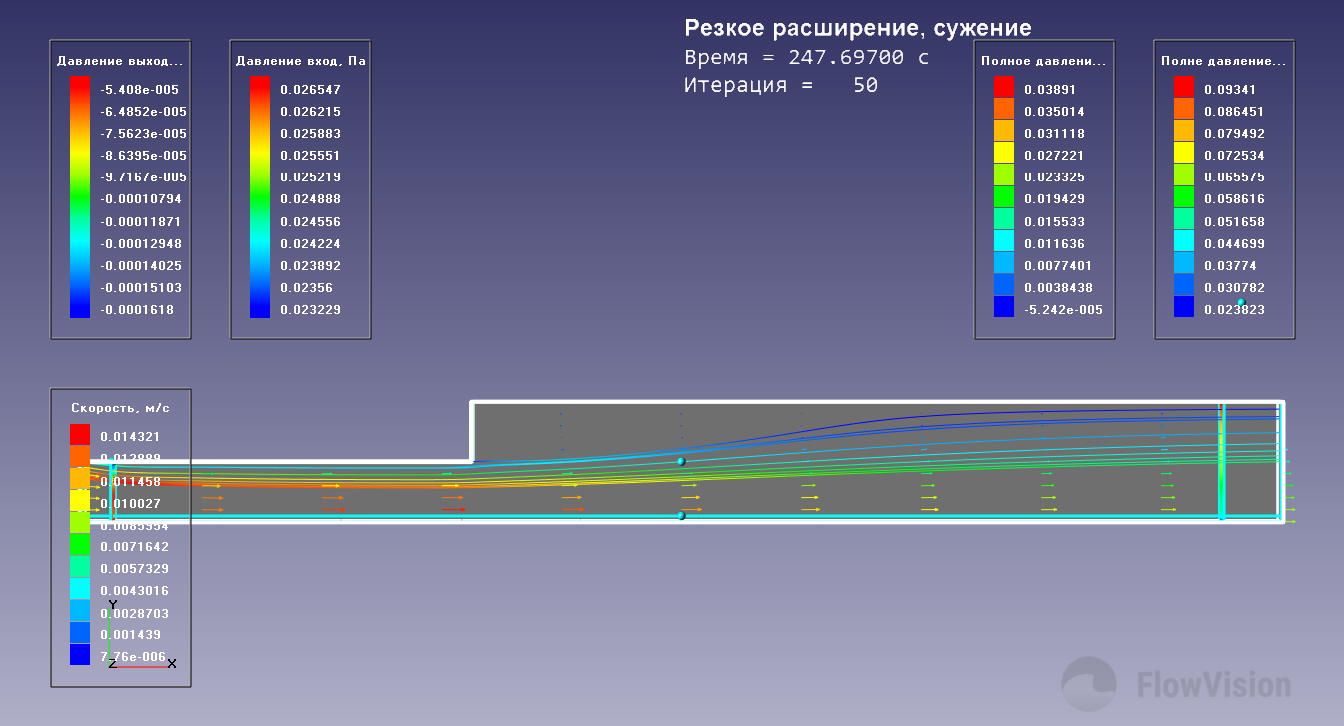 Резкое расширение, сужение
Время = 247.69700 с
Итерация = 50
Давление выход...
-5.408e-005
-6.4852e-005
-7.5623e-005
-8.6395e-005
-9.7167e-005
-0.00010794
-0.00011871
-0.00012948
-0.00014025
-0.00015103
-0.0001618
Давление вход, Па
0.026547
0.026215
0.025883
0.025551
0.025219
0.024888
0.024556
0.024224
0.023892
0.02356
0.023229
Полное давлени...
0.03891
0.035014
0.031118
0.027221
0.023325
0.019429
0.015533
0.011636
0.0077401
0.0038438
-5.242e-005
Полне давление...
0.09341
0.086451
0.079492
0.072534
0.065575
0.058616
0.051658
0.044699
0.03774
0.030782
0.023823
Скорость, м/с
0.014321
0.012889
0.011458
0.010027
0.0085954
0.0071642
0.0057329
0.0043016
0.0028703
0.001439
7.76e-006
Y
Z
X
FlowVision